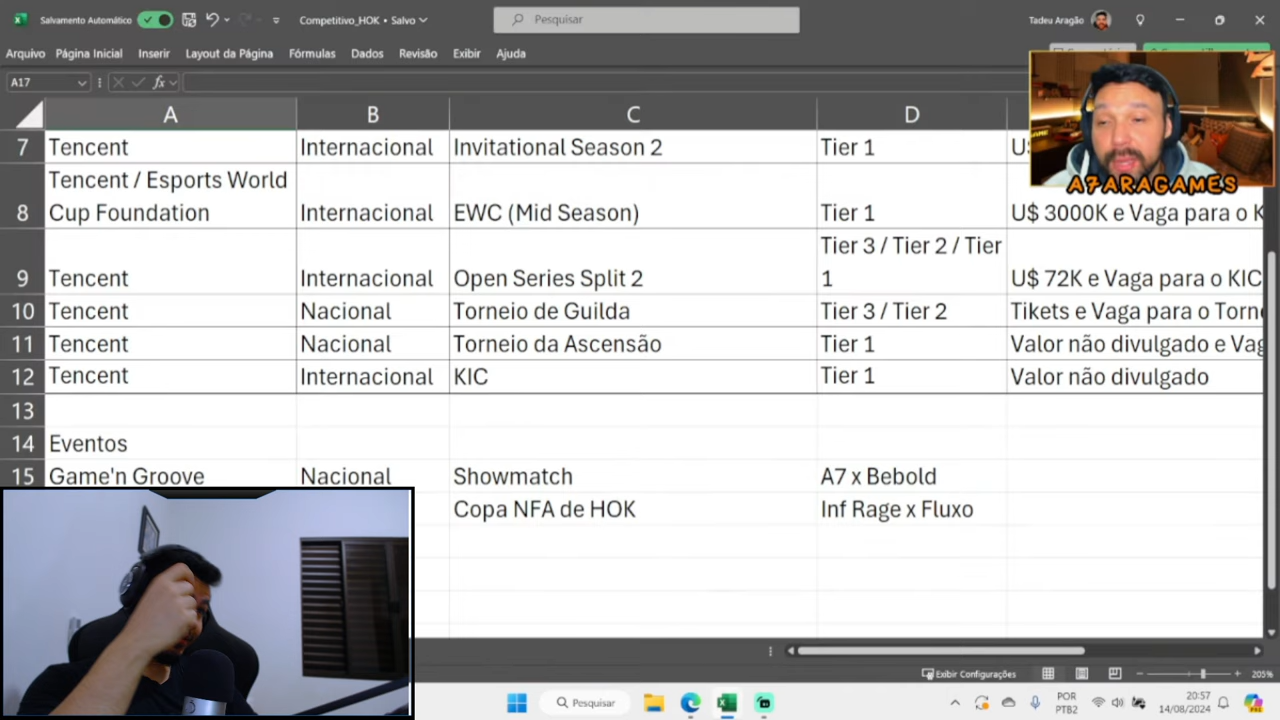 Salvamento Automático
Competitivo_HOK • Salvo
Pesquisar
Tadeu Aragão
Arquivo Página Inicial Inserir Layout da Página Fórmulas Dados Revisão Exibir Ajuda
A17
fx
A B C D
7 Tencent Internacional Invitational Season 2 Tier 1 U$
A7ARAGAMES
8 Tencent / Esports World
Cup Foundation Internacional EWC (Mid Season) Tier 1 U$ 3000K e Vaga para o K
Tier 3 / Tier 2 / Tier
9 Tencent Internacional Open Series Split 2 1 U$ 72K e Vaga para o KIC
10 Tencent Nacional Torneio de Guilda Tier 3 / Tier 2 Tikets e Vaga para o Torne
11 Tencent Nacional Torneio da Ascensão Tier 1 Valor não divulgado e Vag
12 Tencent Internacional KIC Tier 1 Valor não divulgado
13
14 Eventos
15 Game'n Groove Nacional Showmatch A7 x Bebold
Copa NFA de HOK Inf Rage x Fluxo
Exibir Configurações
205%
Pesquisar
POR
PTB2
20:57
14/08/2024